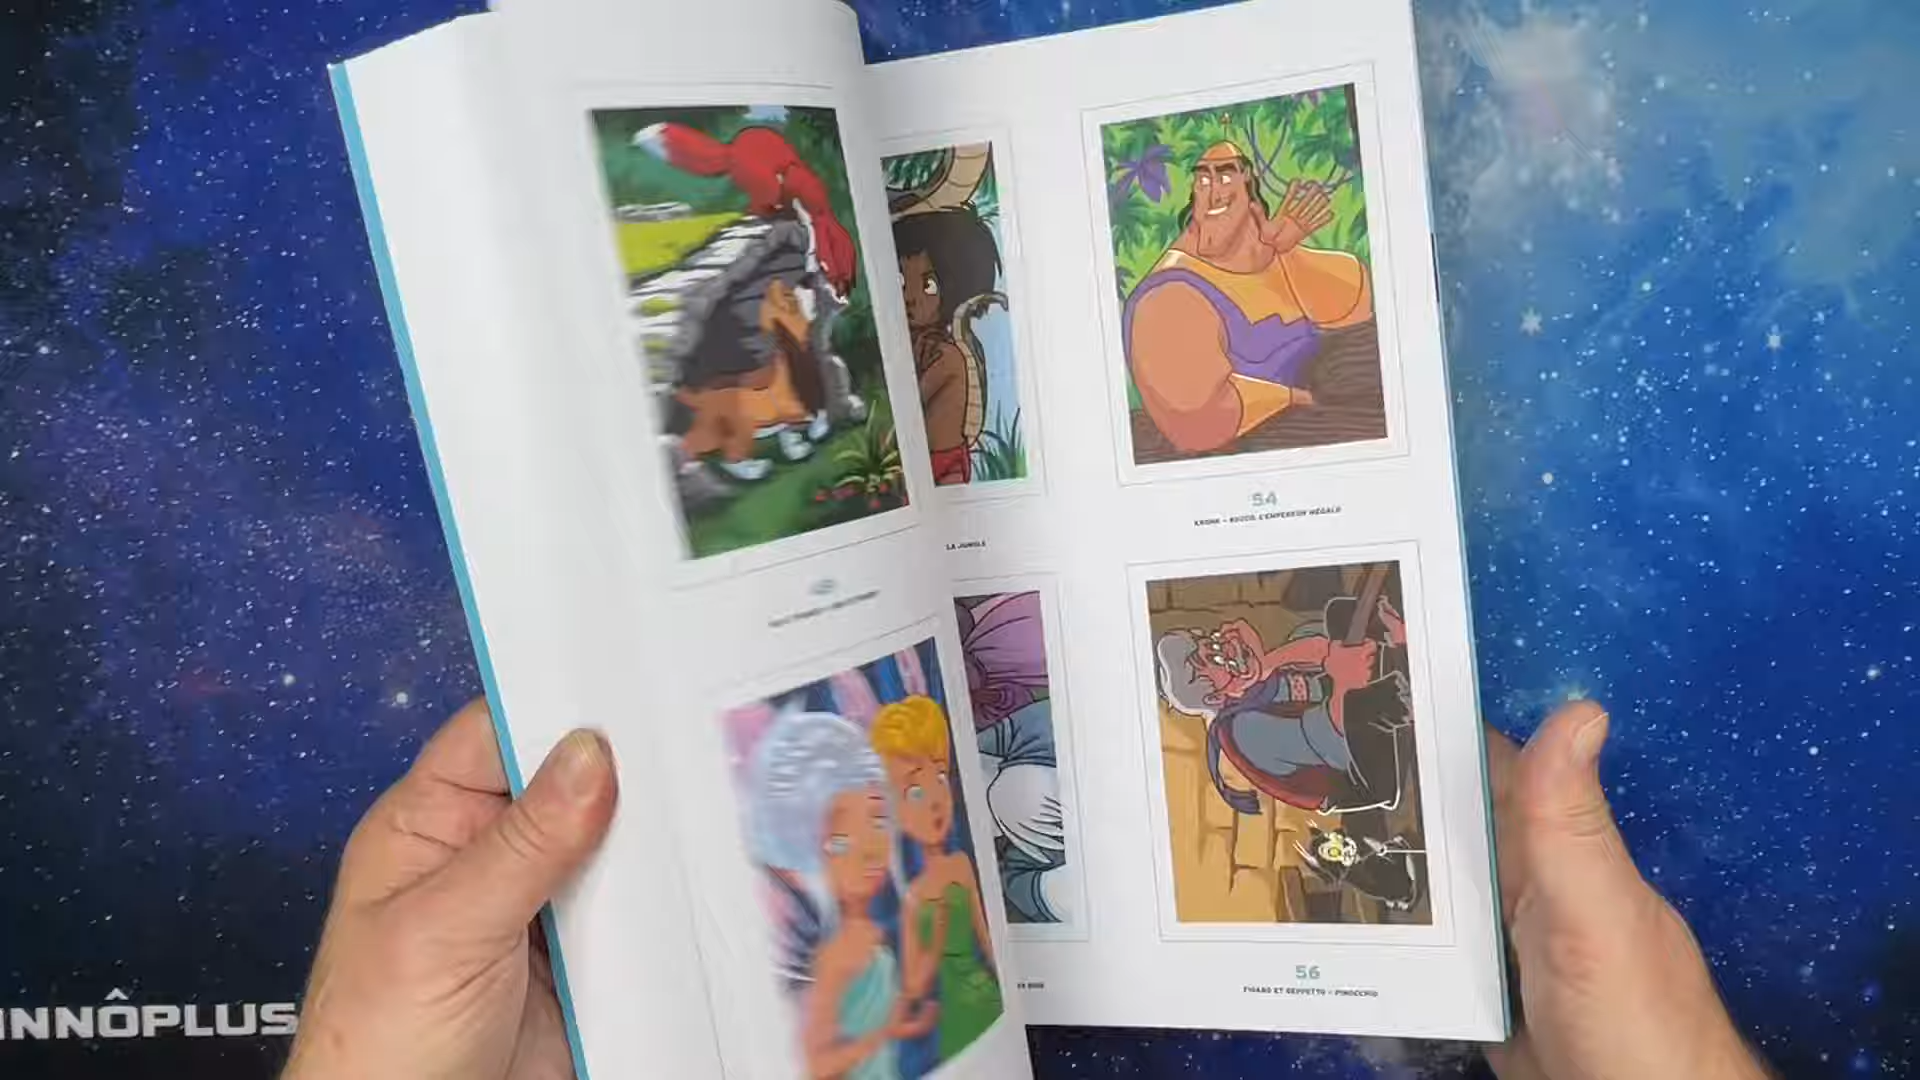 LA JUNGLE
54
KRONK – KUZCO, L'EMPEREUR MÉGALO
56
FIGARO ET GEPPETTO – PINOCCHIO
INNÔPLUS